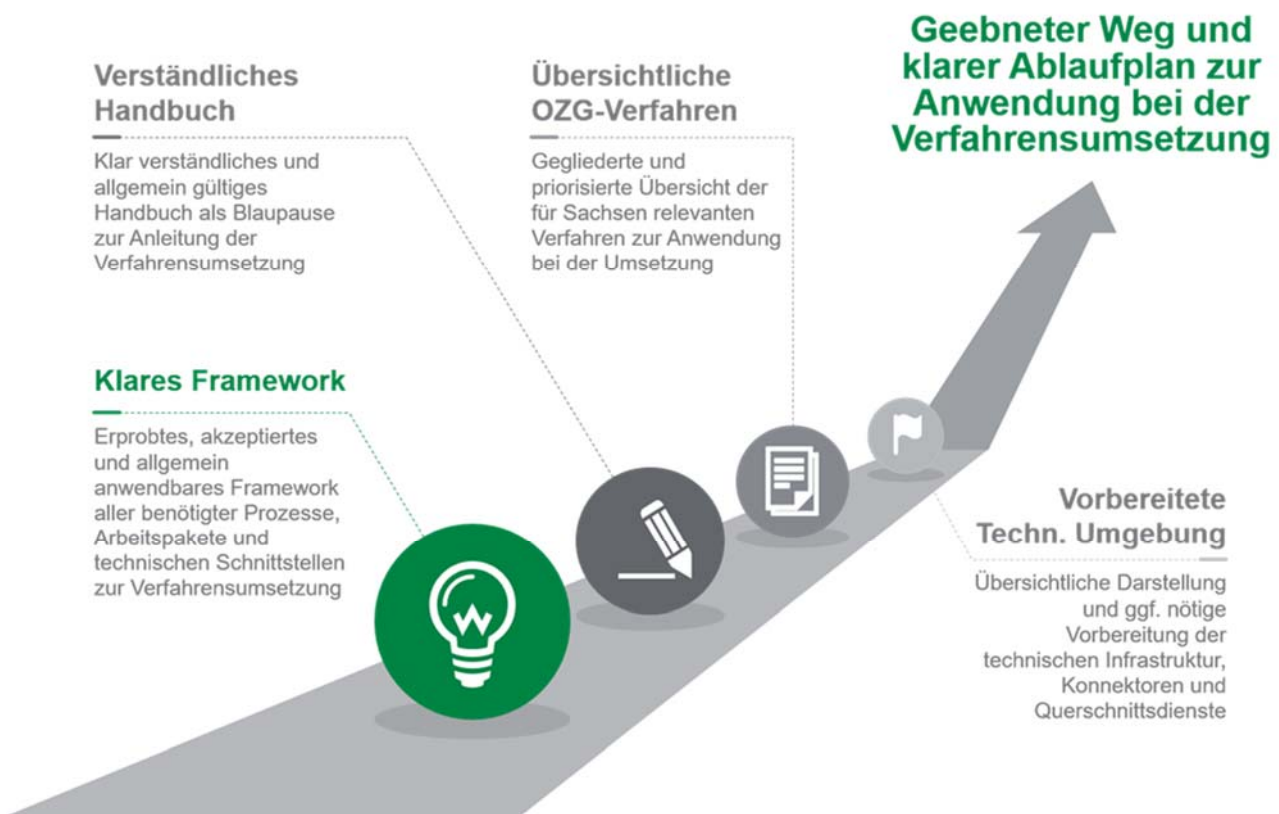 Geebneter Weg und
klarer Ablaufplan zur
Anwendung bei der
Verfahrensumsetzung
Verständliches
Handbuch
Klar verständliches und
allgemein gültiges
Handbuch als Blaupause
zur Anleitung der
Verfahrensumsetzung
Übersichtliche
OZG-Verfahren
Gegliederte und
priorisierte Übersicht der
für Sachsen relevanten
Verfahren zur Anwendung
bei der Umsetzung
Klares Framework
Erprobtes, akzeptiertes
und allgemein
anwendbares Framework
aller benötigter Prozesse,
Arbeitspakete und
technischen Schnittstellen
zur Verfahrensumsetzung
Vorbereitete
Techn. Umgebung
Übersichtliche Darstellung
und ggf. nötige
Vorbereitung der
technischen Infrastruktur,
Konnektoren und
Querschnittsdienste